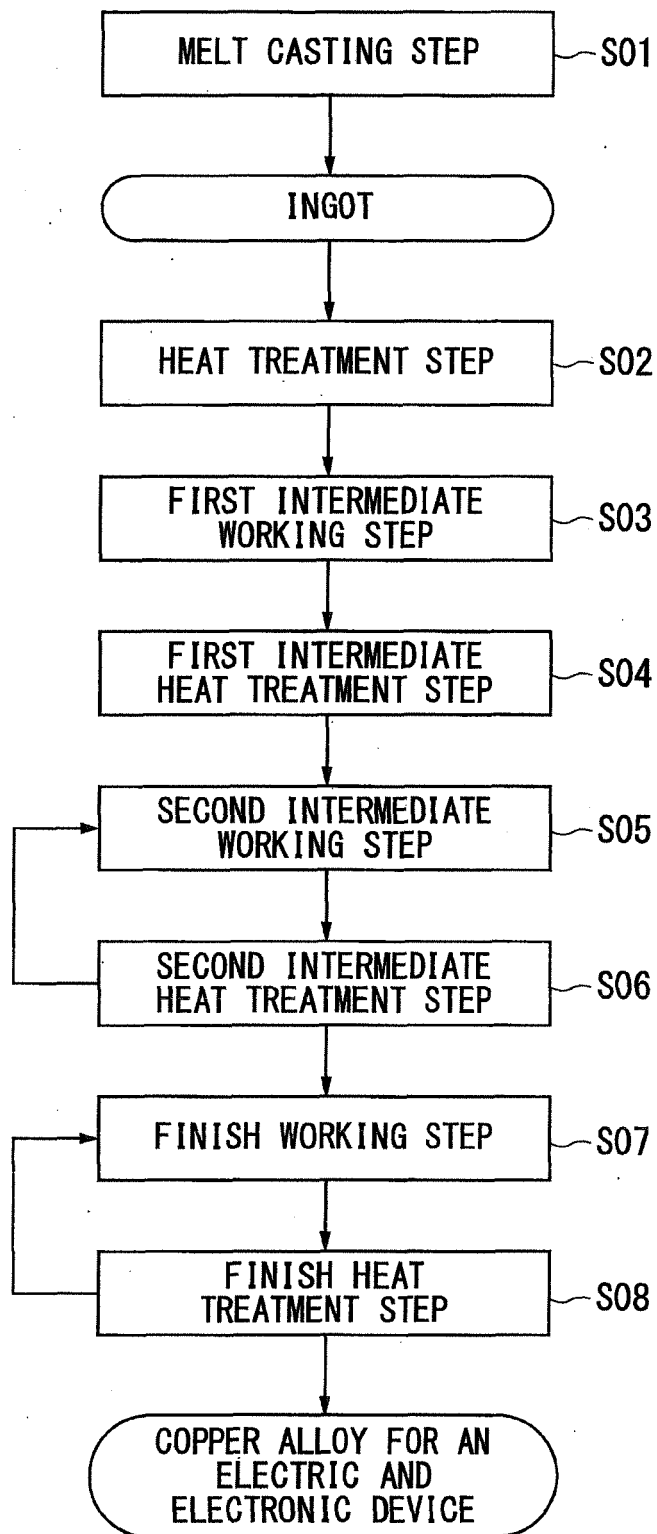 MELT CASTING STEP
S01
INGOT
HEAT TREATMENT STEP
S02
FIRST INTERMEDIATE
WORKING STEP
S03
FIRST INTERMEDIATE
HEAT TREATMENT STEP
S04
SECOND INTERMEDIATE
WORKING STEP
S05
SECOND INTERMEDIATE
HEAT TREATMENT STEP
S06
FINISH WORKING STEP
S07
FINISH HEAT
TREATMENT STEP
S08
COPPER ALLOY FOR AN
ELECTRIC AND
ELECTRONIC DEVICE